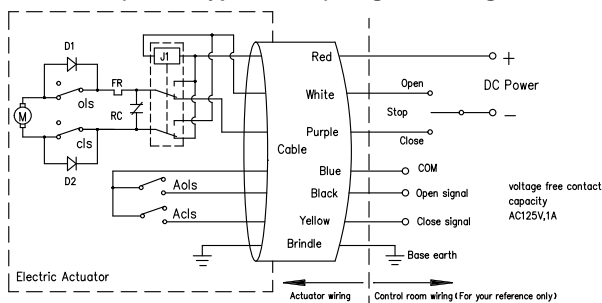 D1
J1
FR
ols
RC
M
cls
D2
Aols
Acls
Electric Actuator
Cable
Red
White
Purple
Blue
Black
Yellow
Brindle
+
Open
DC Power
Stop
−
Close
COM
Open signal
Close signal
Base earth
voltage free contact
capacity
AC125V,1A
Actuator wiring
Control room wiring(For your reference only)